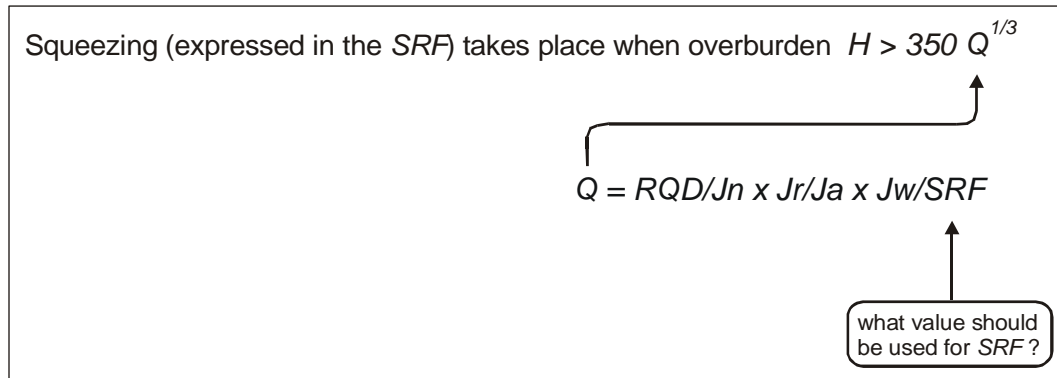 Squeezing (expressed in the SRF) takes place when overburden H > 350 Q^1/3
Q = RQD/Jn x Jr/Ja x Jw/SRF
what value should
be used for SRF ?